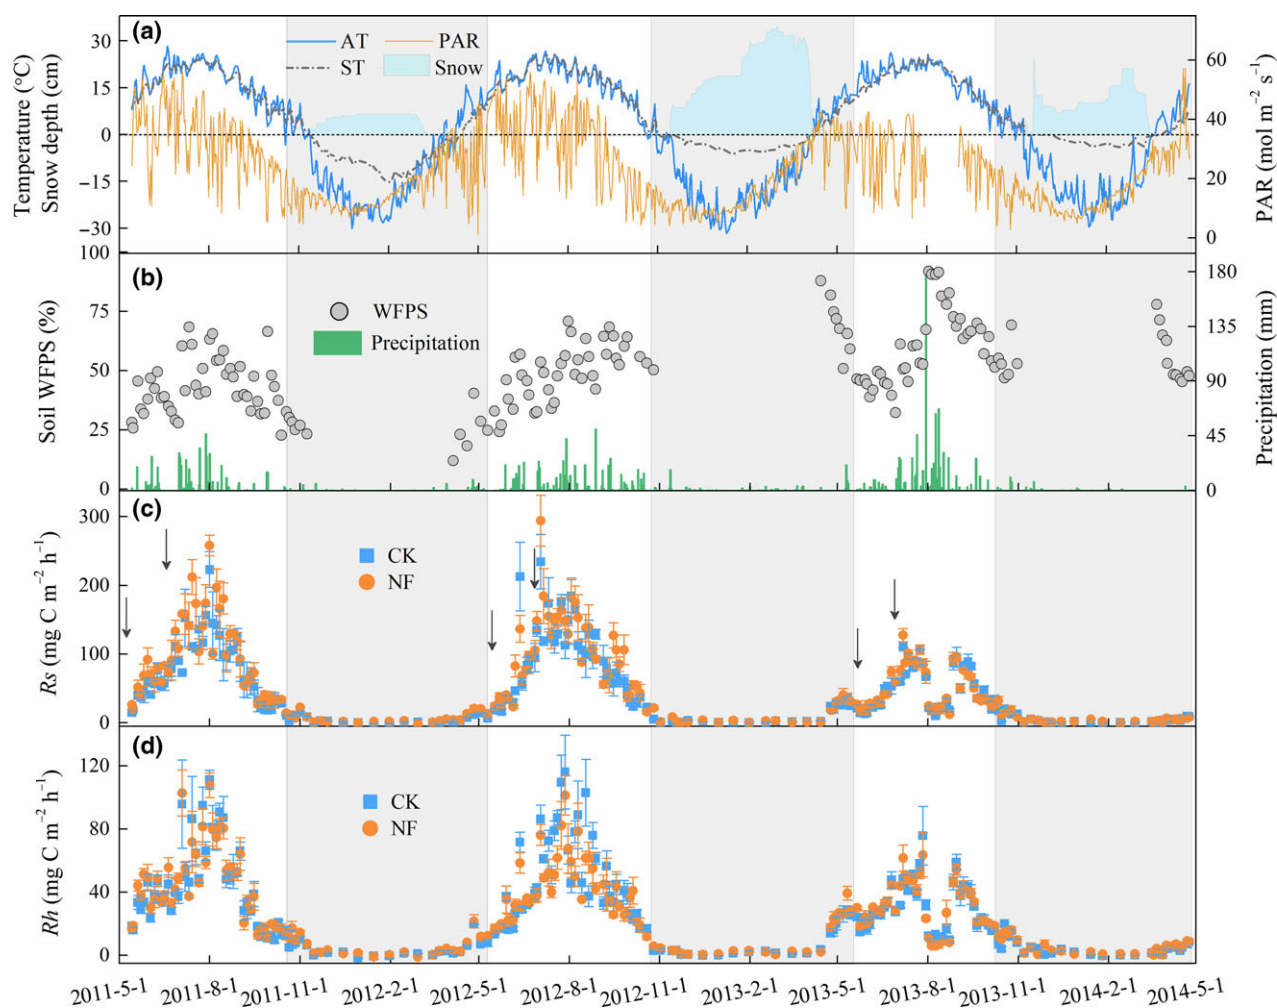 (a)
AT
PAR
ST
Snow
Temperature (°C)
Snow depth (cm)
30
15
0
−15
−30
PAR (mol m⁻² s⁻¹)
60
40
20
0
(b)
WFPS
Precipitation
Soil WFPS (%)
100
75
50
25
0
Precipitation (mm)
180
135
90
45
0
(c)
CK
NF
Rs (mg C m⁻² h⁻¹)
300
200
100
0
(d)
CK
NF
Rh (mg C m⁻² h⁻¹)
120
80
40
0
2011-5-1
2011-8-1
2011-11-1
2012-2-1
2012-5-1
2012-8-1
2012-11-1
2013-2-1
2013-5-1
2013-8-1
2013-11-1
2014-2-1
2014-5-1